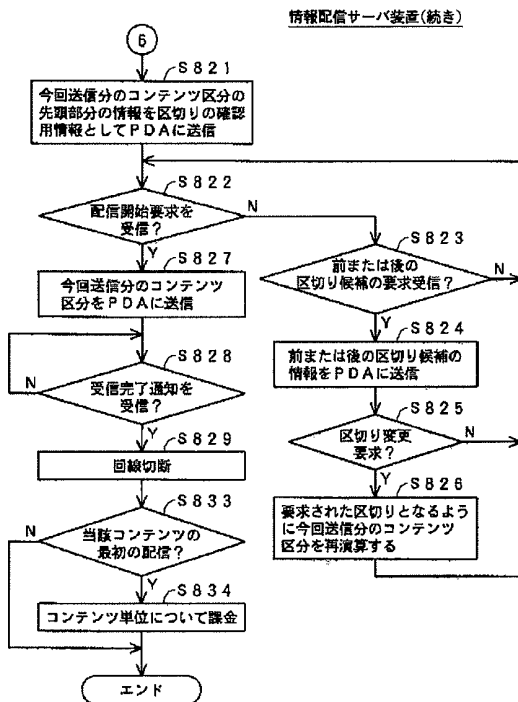 情報配信サーバ装置(続き)
6
S821
今回送信分のコンテンツ区分の
先頭部分の情報を区切りの確認
用情報としてPDAに送信
S822
配信開始要求を
受信?
N
Y
S827
今回送信分のコンテンツ
区分をPDAに送信
S828
受信完了通知を
受信?
N
Y
S829
回線切断
S833
当該コンテンツの
最初の配信?
N
Y
S834
コンテンツ単位について課金
エンド
S823
前または後の
区切り候補の要求受信?
N
Y
S824
前または後の区切り候補の
情報をPDAに送信
S825
区切り変更
要求?
N
Y
S826
要求された区切りとなるよう
に今回送信分のコンテンツ
区分を再演算する